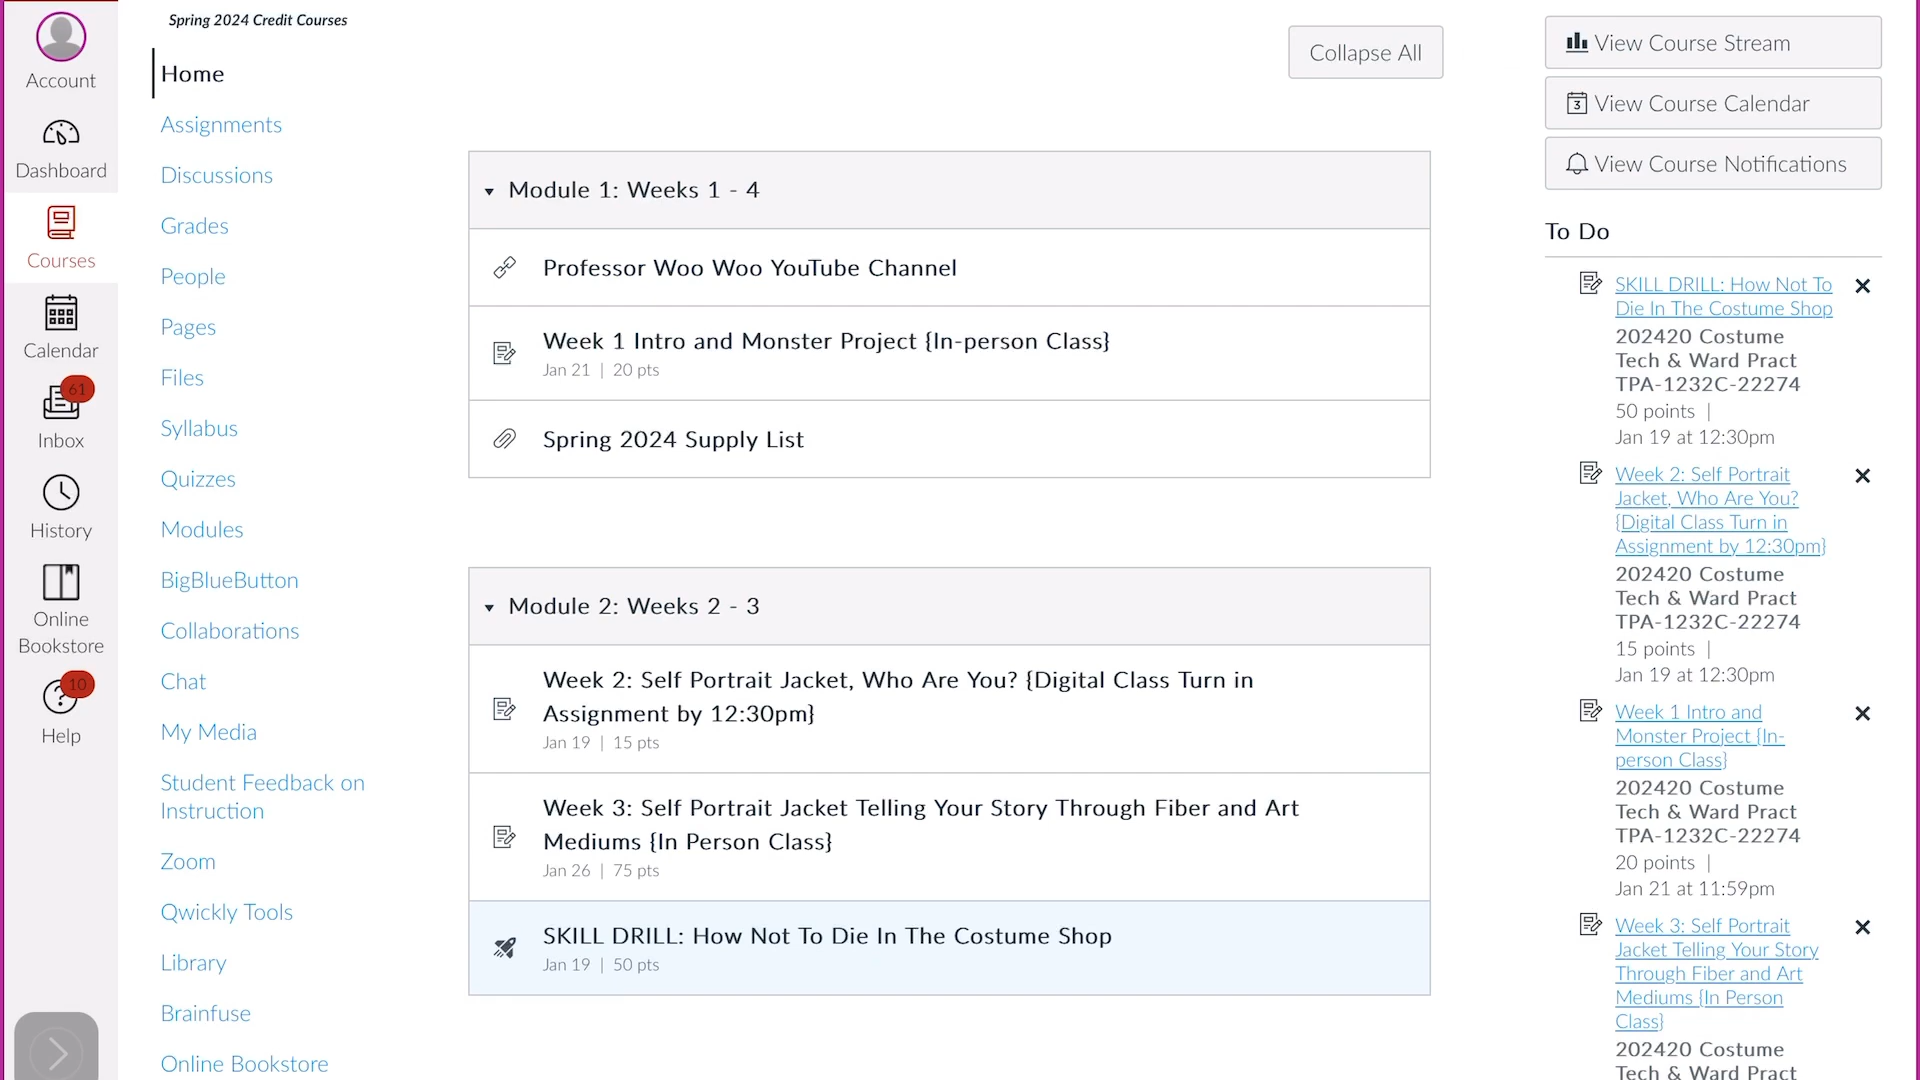 Account
Dashboard
Courses
Calendar
61
Inbox
History
Online
Bookstore
10
Help
Spring 2024 Credit Courses
Home
Assignments
Discussions
Grades
People
Pages
Files
Syllabus
Quizzes
Modules
BigBlueButton
Collaborations
Chat
My Media
Student Feedback on
Instruction
Zoom
Qwickly Tools
Library
Brainfuse
Online Bookstore
Collapse All
Module 1: Weeks 1 - 4
Professor Woo Woo YouTube Channel
Week 1 Intro and Monster Project {In-person Class}
Jan 21 | 20 pts
Spring 2024 Supply List
Module 2: Weeks 2 - 3
Week 2: Self Portrait Jacket, Who Are You? {Digital Class Turn in
Assignment by 12:30pm}
Jan 19 | 15 pts
Week 3: Self Portrait Jacket Telling Your Story Through Fiber and Art
Mediums {In Person Class}
Jan 26 | 75 pts
SKILL DRILL: How Not To Die In The Costume Shop
Jan 19 | 50 pts
View Course Stream
3 View Course Calendar
View Course Notifications
To Do
SKILL DRILL: How Not To
Die In The Costume Shop
202420 Costume
Tech & Ward Pract
TPA-1232C-22274
50 points |
Jan 19 at 12:30pm
Week 2: Self Portrait
Jacket, Who Are You?
{Digital Class Turn in
Assignment by 12:30pm}
202420 Costume
Tech & Ward Pract
TPA-1232C-22274
15 points |
Jan 19 at 12:30pm
Week 1 Intro and
Monster Project {In-
person Class}
202420 Costume
Tech & Ward Pract
TPA-1232C-22274
20 points |
Jan 21 at 11:59pm
Week 3: Self Portrait
Jacket Telling Your Story
Through Fiber and Art
Mediums {In Person
Class}
202420 Costume
Tech & Ward Pract